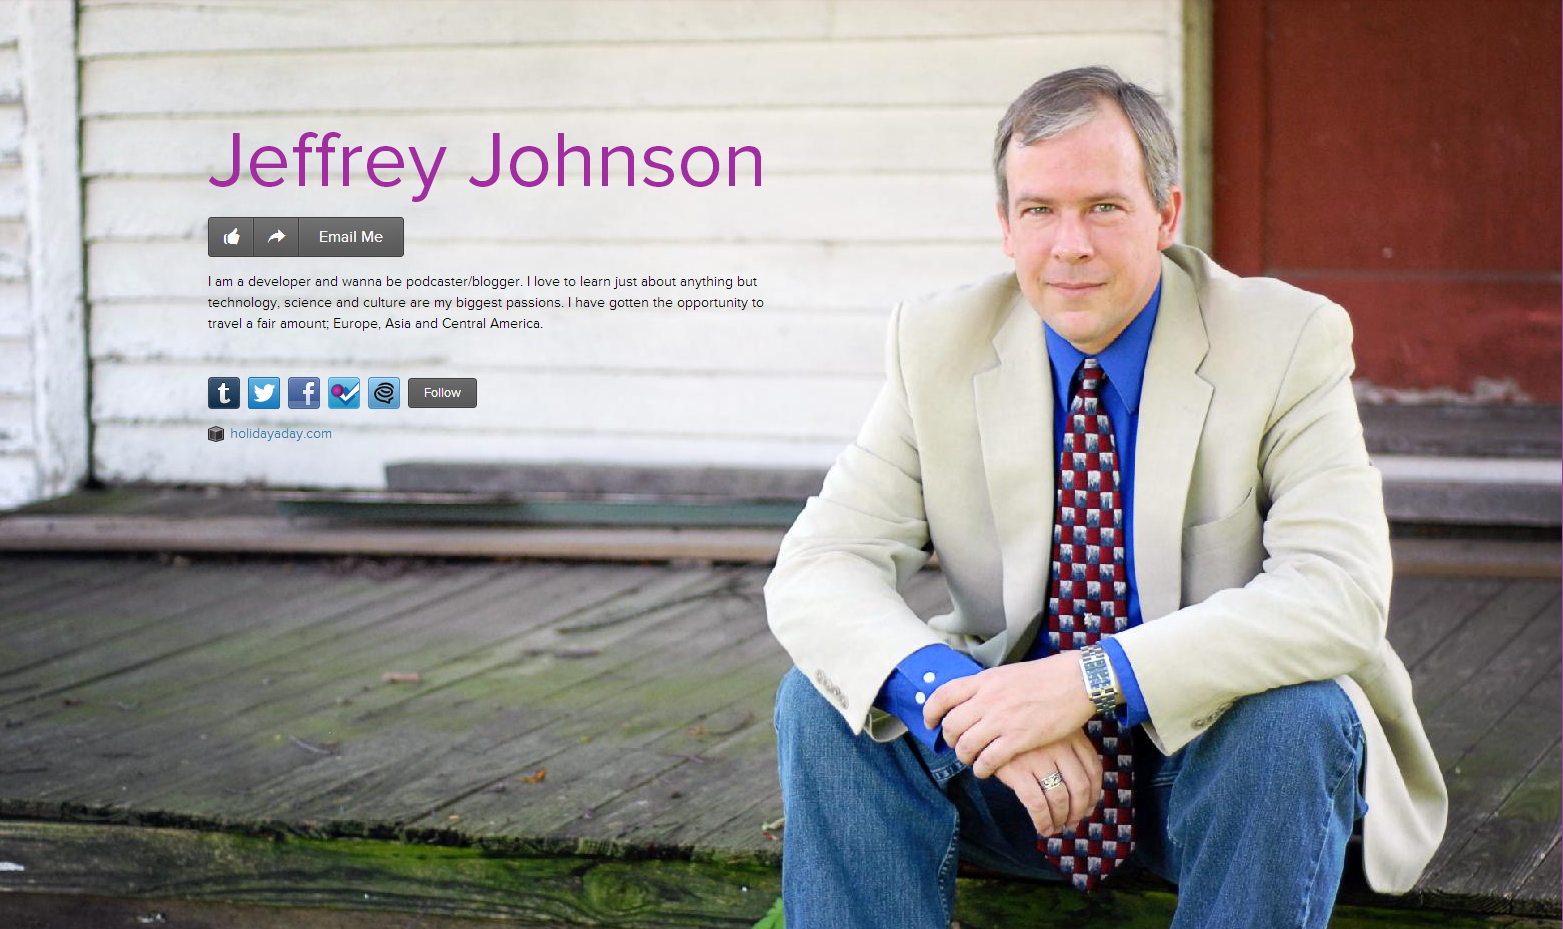 Jeffrey Johnson
Email Me
I am a developer and wanna be podcaster/blogger. I love to learn just about anything but
technology, science and culture are my biggest passions. I have gotten the opportunity to
travel a fair amount; Europe, Asia and Central America.
t f Follow
holidayaday.com